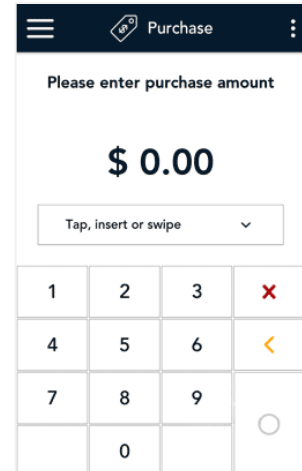 Purchase
Please enter purchase amount
$ 0.00
Tap, insert or swipe
1 2 3
4 5 6
7 8 9
0